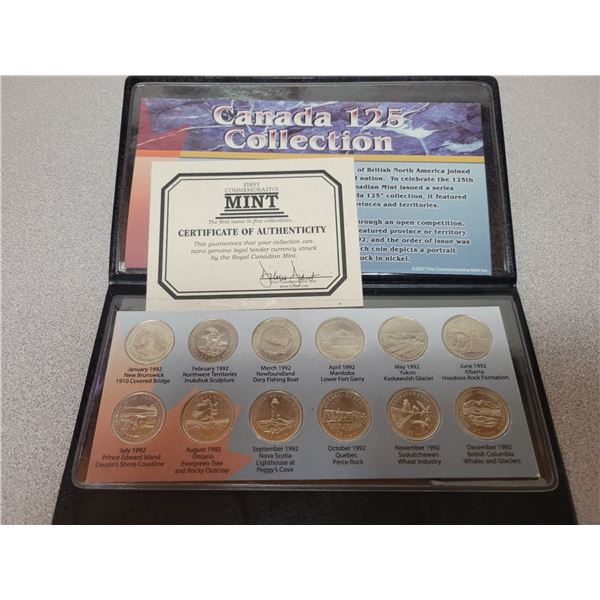 Canada 125
Collection
of British North America joined
nation. To celebrate the 125th
Canadian Mint issued a series
125" collection, it featured
provinces and territories.
through an open competition.
featured province or territory.
and the order of issue was
coin depicts a portrait
in nickel.
©2007 First Commemorative Mint Inc.
FIRST
COMMEMORATIVE
MINT
The first name in fine collectibles.
CERTIFICATE OF AUTHENTICITY
This guarantees that your collection con-
tains genuine legal tender currency struck
by the Royal Canadian Mint.
First Commemorative Mint
January 1992
New Brunswick
1910 Covered Bridge
February 1992
Northwest Territories
Inukshuk Sculpture
March 1992
Newfoundland
Dory Fishing Boat
April 1992
Manitoba
Lower Fort Garry
May 1992
Yukon
Kaskawulsh Glacier
June 1992
Alberta
Hoodoos Rock Formation
July 1992
Prince Edward Island
Cousin's Shore Coastline
August 1992
Ontario
Evergreen Tree
and Rocky Outcrop
September 1992
Nova Scotia
Lighthouse at
Peggy's Cove
October 1992
Quebec
Perce Rock
November 1992
Saskatchewan
Wheat Industry
December 1992
British Columbia
Whales and Glaciers